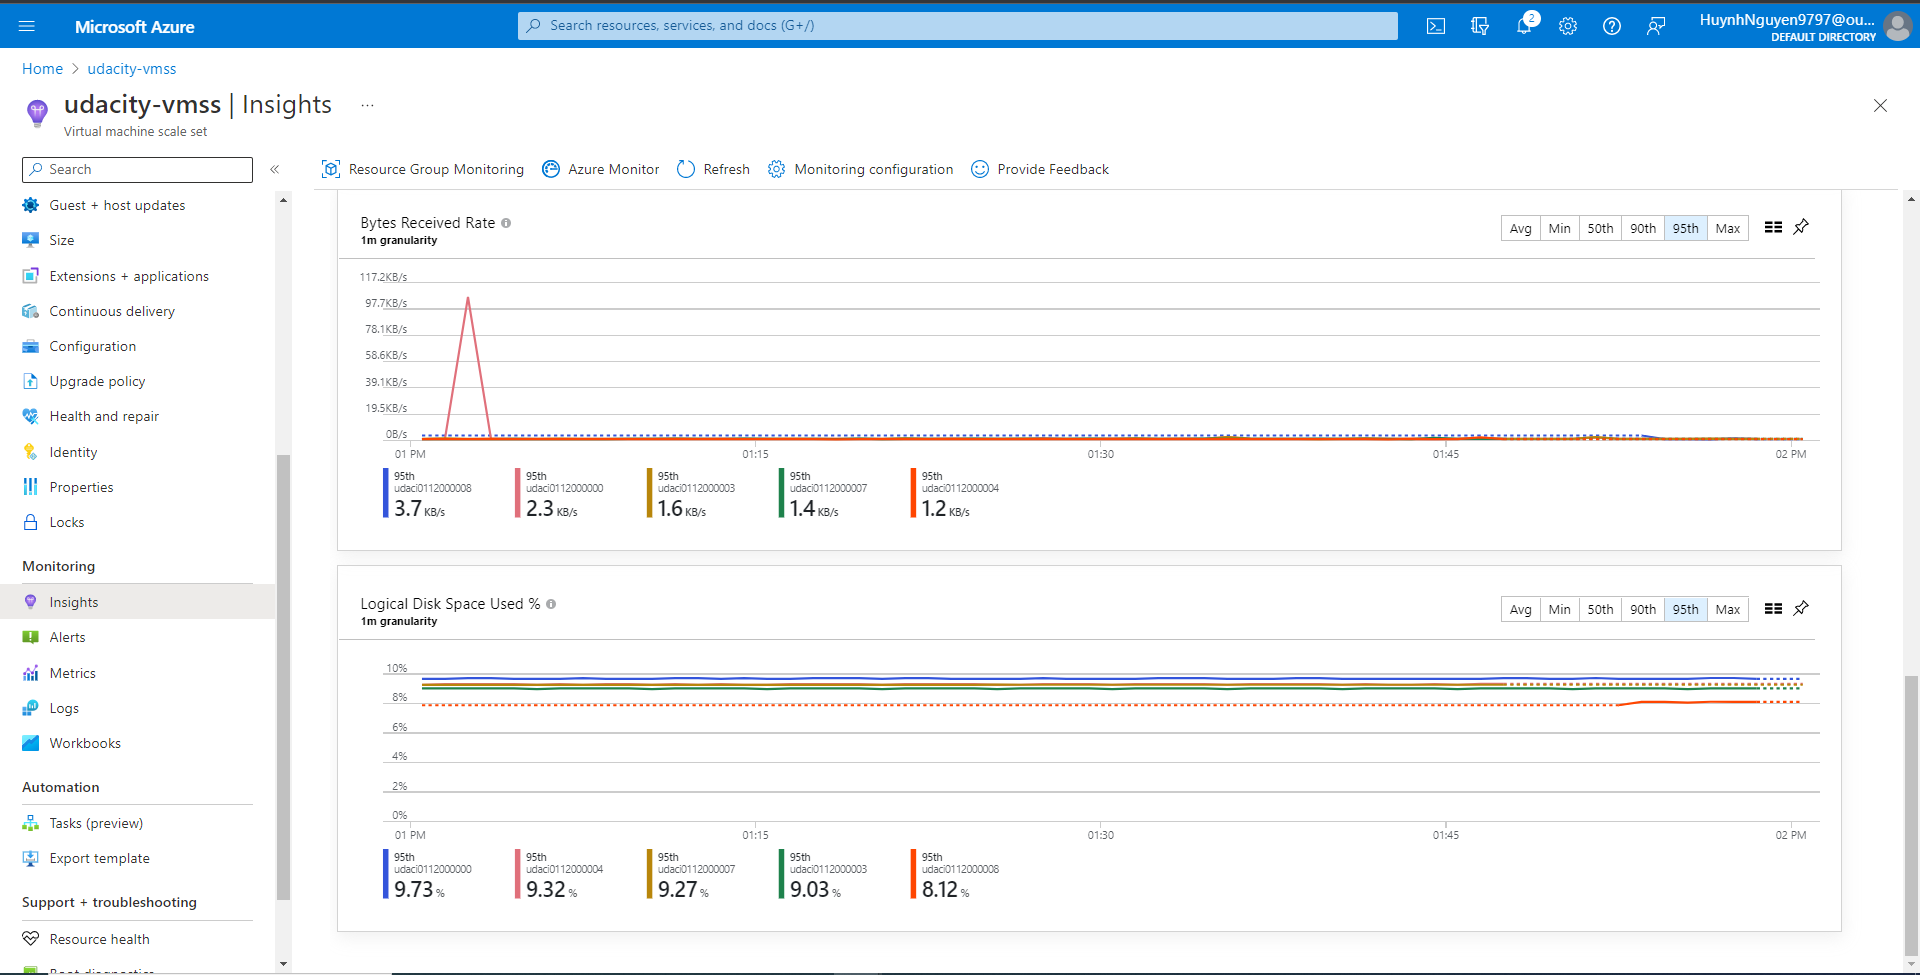 Microsoft Azure
Search resources, services, and docs (G+/)
2
HuynhNguyen9797@ou...
DEFAULT DIRECTORY
Home > udacity-vmss
udacity-vmss | Insights ...
Virtual machine scale set
Search
«
Guest + host updates
Size
Extensions + applications
Continuous delivery
Configuration
Upgrade policy
Health and repair
Identity
Properties
Locks
Monitoring
Insights
Alerts
Metrics
Logs
Workbooks
Automation
Tasks (preview)
Export template
Support + troubleshooting
Resource health
Boot diagnostics
Resource Group Monitoring
Azure Monitor
Refresh
Monitoring configuration
Provide Feedback
Bytes Received Rate
1m granularity
Avg Min 50th 90th 95th Max
117.2KB/s
97.7KB/s
78.1KB/s
58.6KB/s
39.1KB/s
19.5KB/s
0B/s
01 PM 01:15 01:30 01:45 02 PM
95th
udaci0112000008
3.7 KB/s
95th
udaci0112000000
2.3 KB/s
95th
udaci0112000003
1.6 KB/s
95th
udaci0112000007
1.4 KB/s
95th
udaci0112000004
1.2 KB/s
Logical Disk Space Used %
1m granularity
Avg Min 50th 90th 95th Max
10%
8%
6%
4%
2%
0%
01 PM 01:15 01:30 01:45 02 PM
95th
udaci0112000000
9.73 %
95th
udaci0112000004
9.32 %
95th
udaci0112000007
9.27 %
95th
udaci0112000003
9.03 %
95th
udaci0112000008
8.12 %